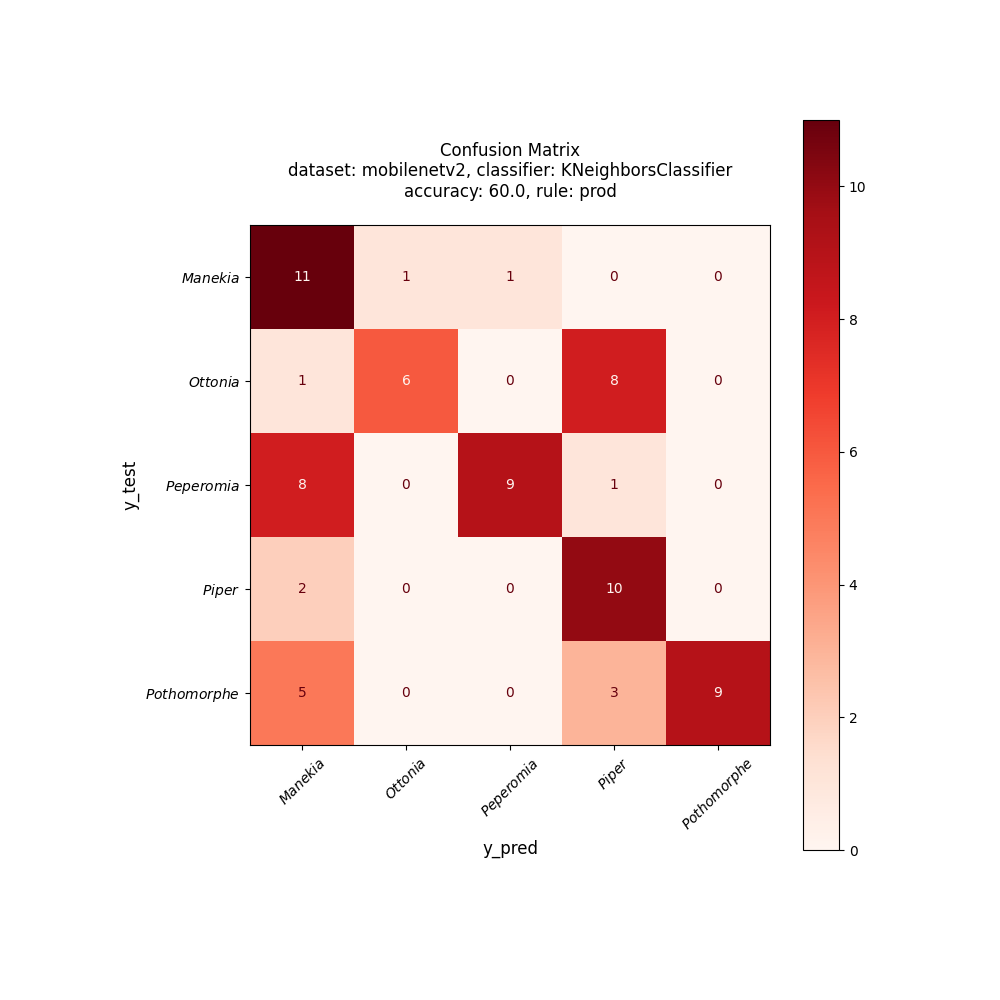 Confusion Matrix
dataset: mobilenetv2, classifier: KNeighborsClassifier
accuracy: 60.0, rule: prod
Manekia 11 1 1 0 0
Ottonia 1 6 0 8 0
Peperomia 8 0 9 1 0
Piper 2 0 0 10 0
Pothomorphe 5 0 0 3 9
y_test
Manekia Ottonia Peperomia Piper Pothomorphe
y_pred
10
8
6
4
2
0